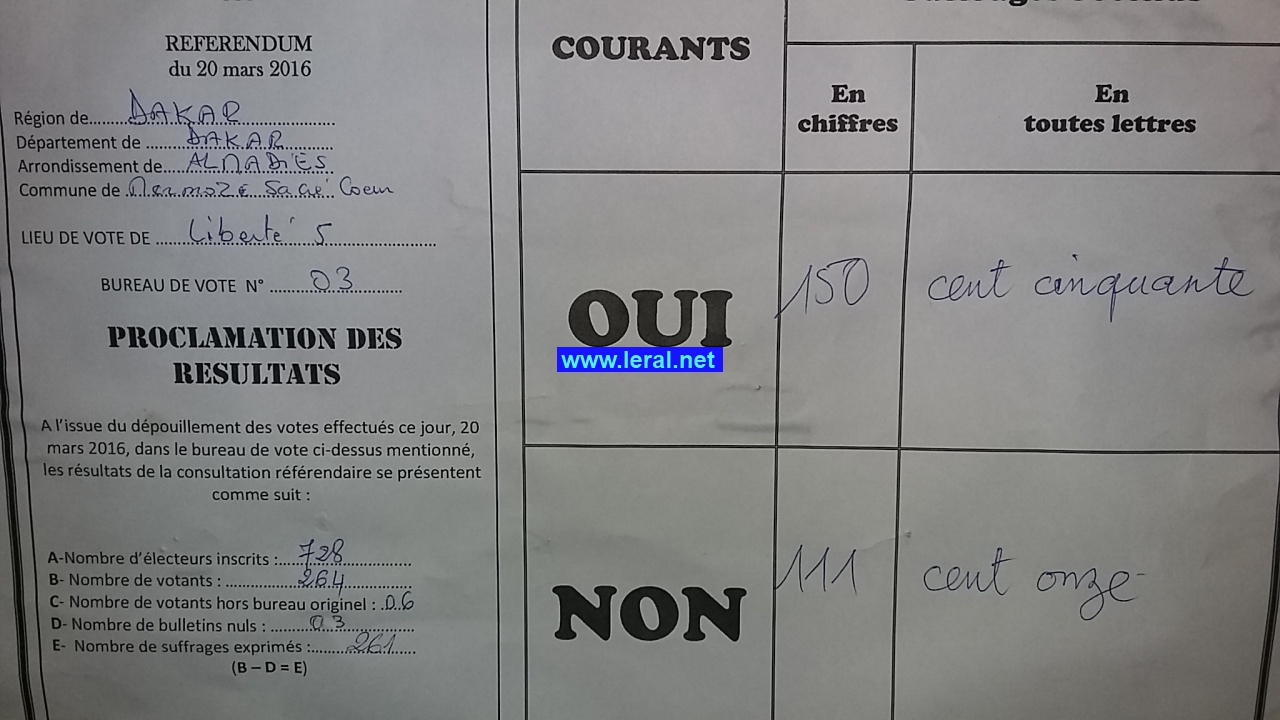 REFERENDUM
du 20 mars 2016
Région de DAKAR
Département de DAKAR
Arrondissement de ALMADIES
Commune de Mermoz Sacré Coeur
LIEU DE VOTE DE Liberté 5
BUREAU DE VOTE N° 03
PROCLAMATION DES
RESULTATS
A l'issue du dépouillement des votes effectués ce jour, 20
mars 2016, dans le bureau de vote ci-dessus mentionné,
les résultats de la consultation référendaire se présentent
comme suit :
A-Nombre d'électeurs inscrits : 728
B- Nombre de votants : 264
C- Nombre de votants hors bureau originel : 06
D- Nombre de bulletins nuls : 03
E- Nombre de suffrages exprimés : 261
(B – D = E)
COURANTS
En
chiffres
En
toutes lettres
OUI
150
cent cinquante
www.leral.net
NON
111
cent onze